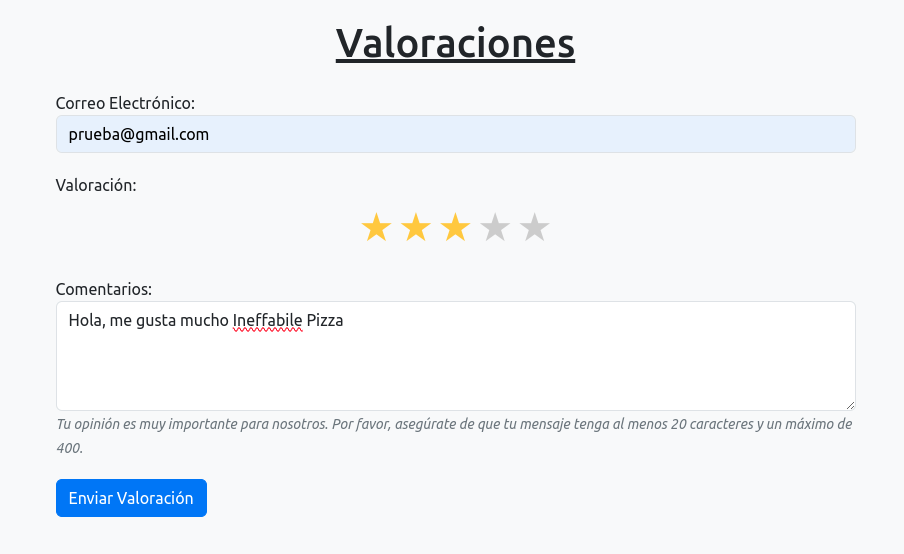 Valoraciones
Correo Electrónico:
prueba@gmail.com
Valoración:
Comentarios:
Hola, me gusta mucho Ineffabile Pizza
Tu opinión es muy importante para nosotros. Por favor, asegúrate de que tu mensaje tenga al menos 20 caracteres y un máximo de
400.
Enviar Valoración